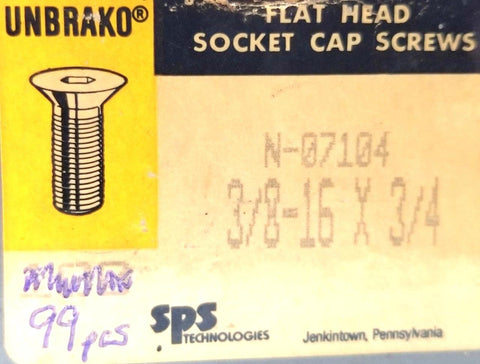 UNBRAKO®
FLAT HEAD
SOCKET CAP SCREWS
N-07104
3/8-16 X 3/4
99 pcs
sps
TECHNOLOGIES
Jenkintown, Pennsylvania